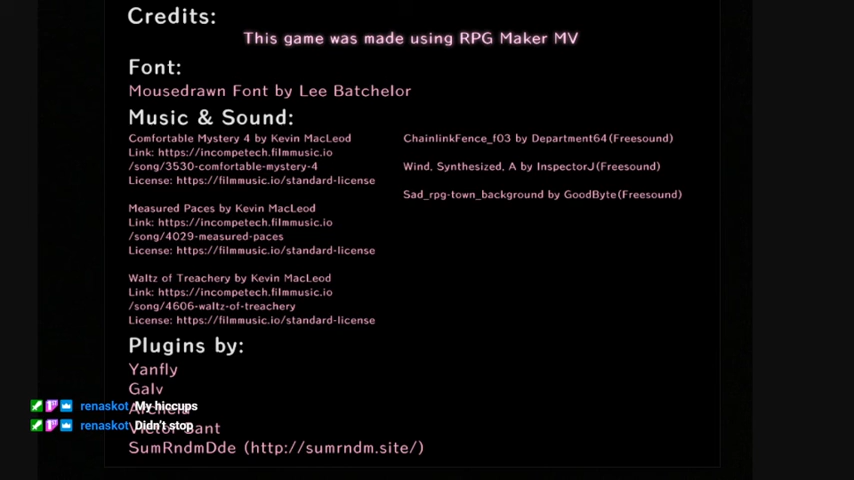 Credits:
This game was made using RPG Maker MV
Font:
Mousedrawn Font by Lee Batchelor
Music & Sound:
Comfortable Mystery 4 by Kevin MacLeod
Link: https://incompetech.filmmusic.io
/song/3530-comfortable-mystery-4
License: https://filmmusic.io/standard-license
Measured Paces by Kevin MacLeod
Link: https://incompetech.filmmusic.io
/song/4029-measured-paces
License: https://filmmusic.io/standard-license
Waltz of Treachery by Kevin MacLeod
Link: https://incompetech.filmmusic.io
/song/4606-waltz-of-treachery
License: https://filmmusic.io/standard-license
ChainlinkFence_f03 by Department64(Freesound)
Wind, Synthesized, A by InspectorJ(Freesound)
Sad_rpg-town_background by GoodByte(Freesound)
Plugins by:
Yanfly
Galv
renaskot My hiccups
renaskot Didn't stop
Victor Sant
SumRndmDde (http://sumrndm.site/)